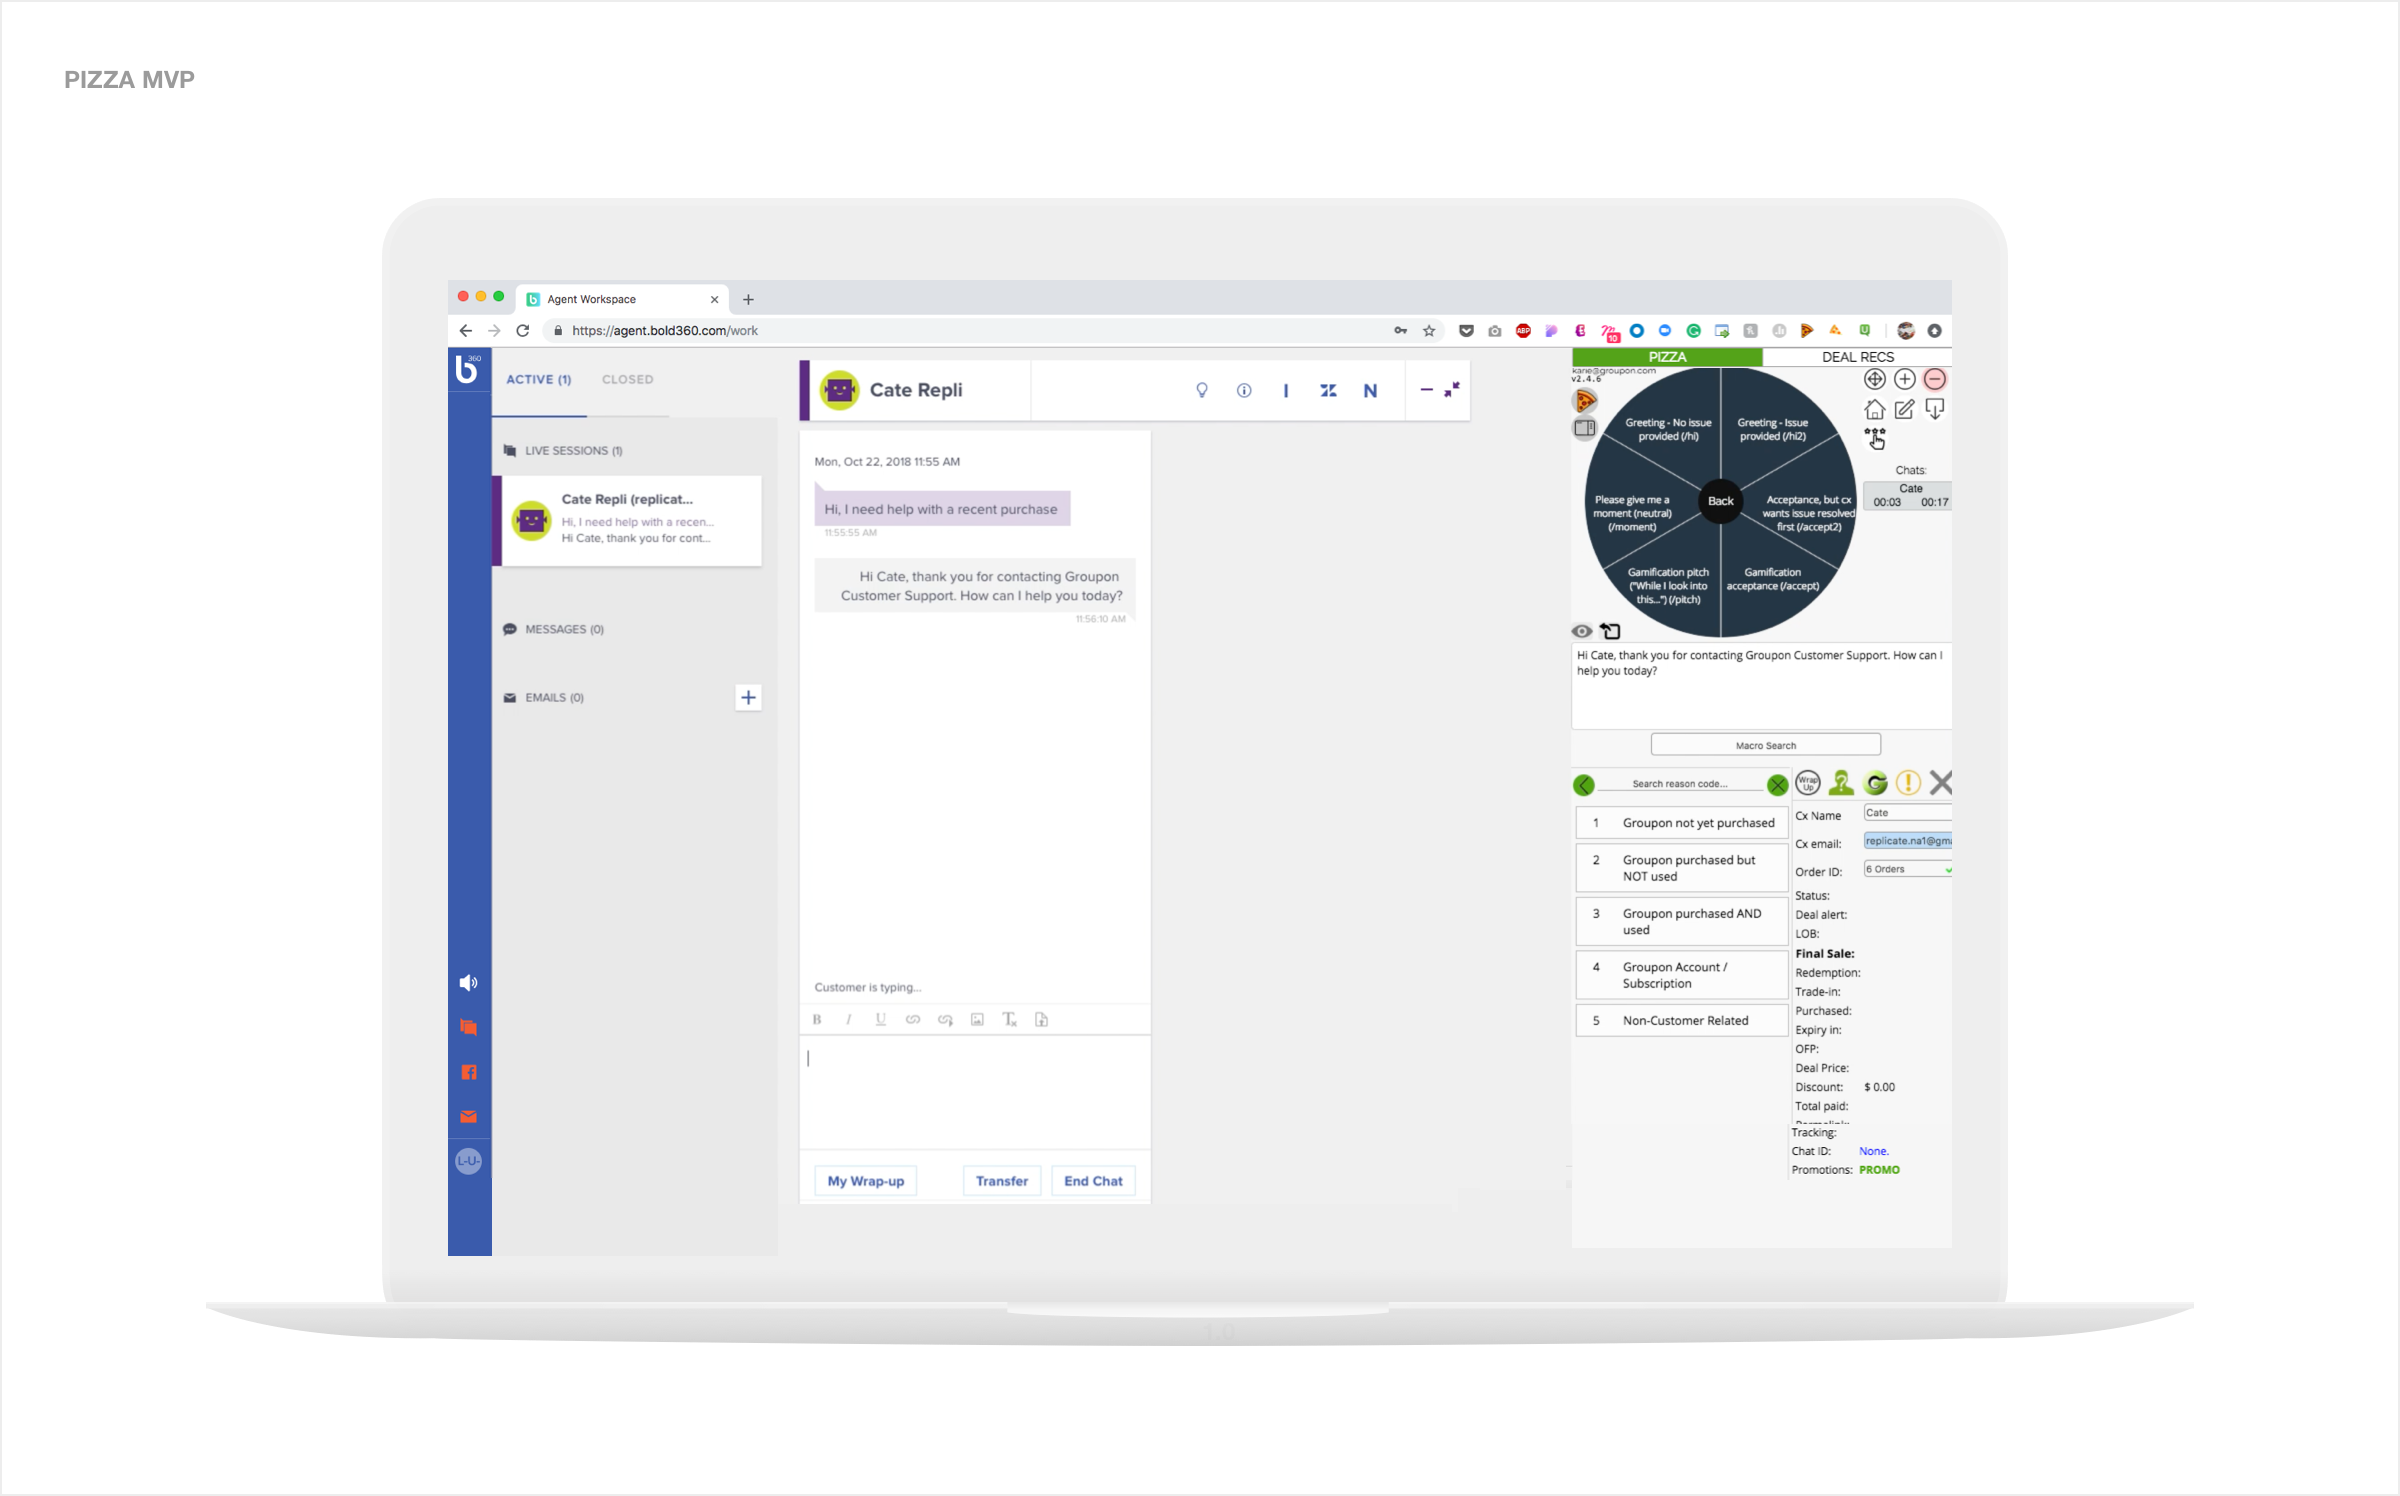 PIZZA MVP
Agent Workspace
https://agent.bold360.com/work
ABP
10
360
b
ACTIVE (1)
CLOSED
LIVE SESSIONS (1)
Cate Repli (replicat...
Hi, I need help with a recen...
Hi Cate, thank you for cont...
MESSAGES (0)
EMAILS (0)
L-U-
Cate Repli
I
N
Mon, Oct 22, 2018 11:55 AM
Hi, I need help with a recent purchase
11:55:55 AM
Hi Cate, thank you for contacting Groupon
Customer Support. How can I help you today?
11:56:10 AM
Customer is typing...
B I U
My Wrap-up
Transfer
End Chat
PIZZA
DEAL RECS
v2.4.6
Greeting - No issue
provided (/hi)
Greeting - Issue
provided (/hi2)
Please give me a
moment (neutral)
(/moment)
Back
Acceptance, but cx
wants issue resolved
first (/accept2)
Gamification pitch
("While I look into
this...") (/pitch)
Gamification
acceptance (/accept)
Chats:
Cate
00:03 00:17
Hi Cate, thank you for contacting Groupon Customer Support. How can I
help you today?
Macro Search
Search reason code...
1 Groupon not yet purchased
2 Groupon purchased but
NOT used
3 Groupon purchased AND
used
4 Groupon Account /
Subscription
5 Non-Customer Related
Wrap
Up
Cx Name Cate
Cx email: replicate.na1@gm
Order ID: 6 Orders
Status:
Deal alert:
LOB:
Final Sale:
Redemption:
Trade-in:
Purchased:
Expiry in:
OFP:
Deal Price:
Discount: $ 0.00
Total paid:
Tracking:
Chat ID: None.
Promotions: PROMO
1.0